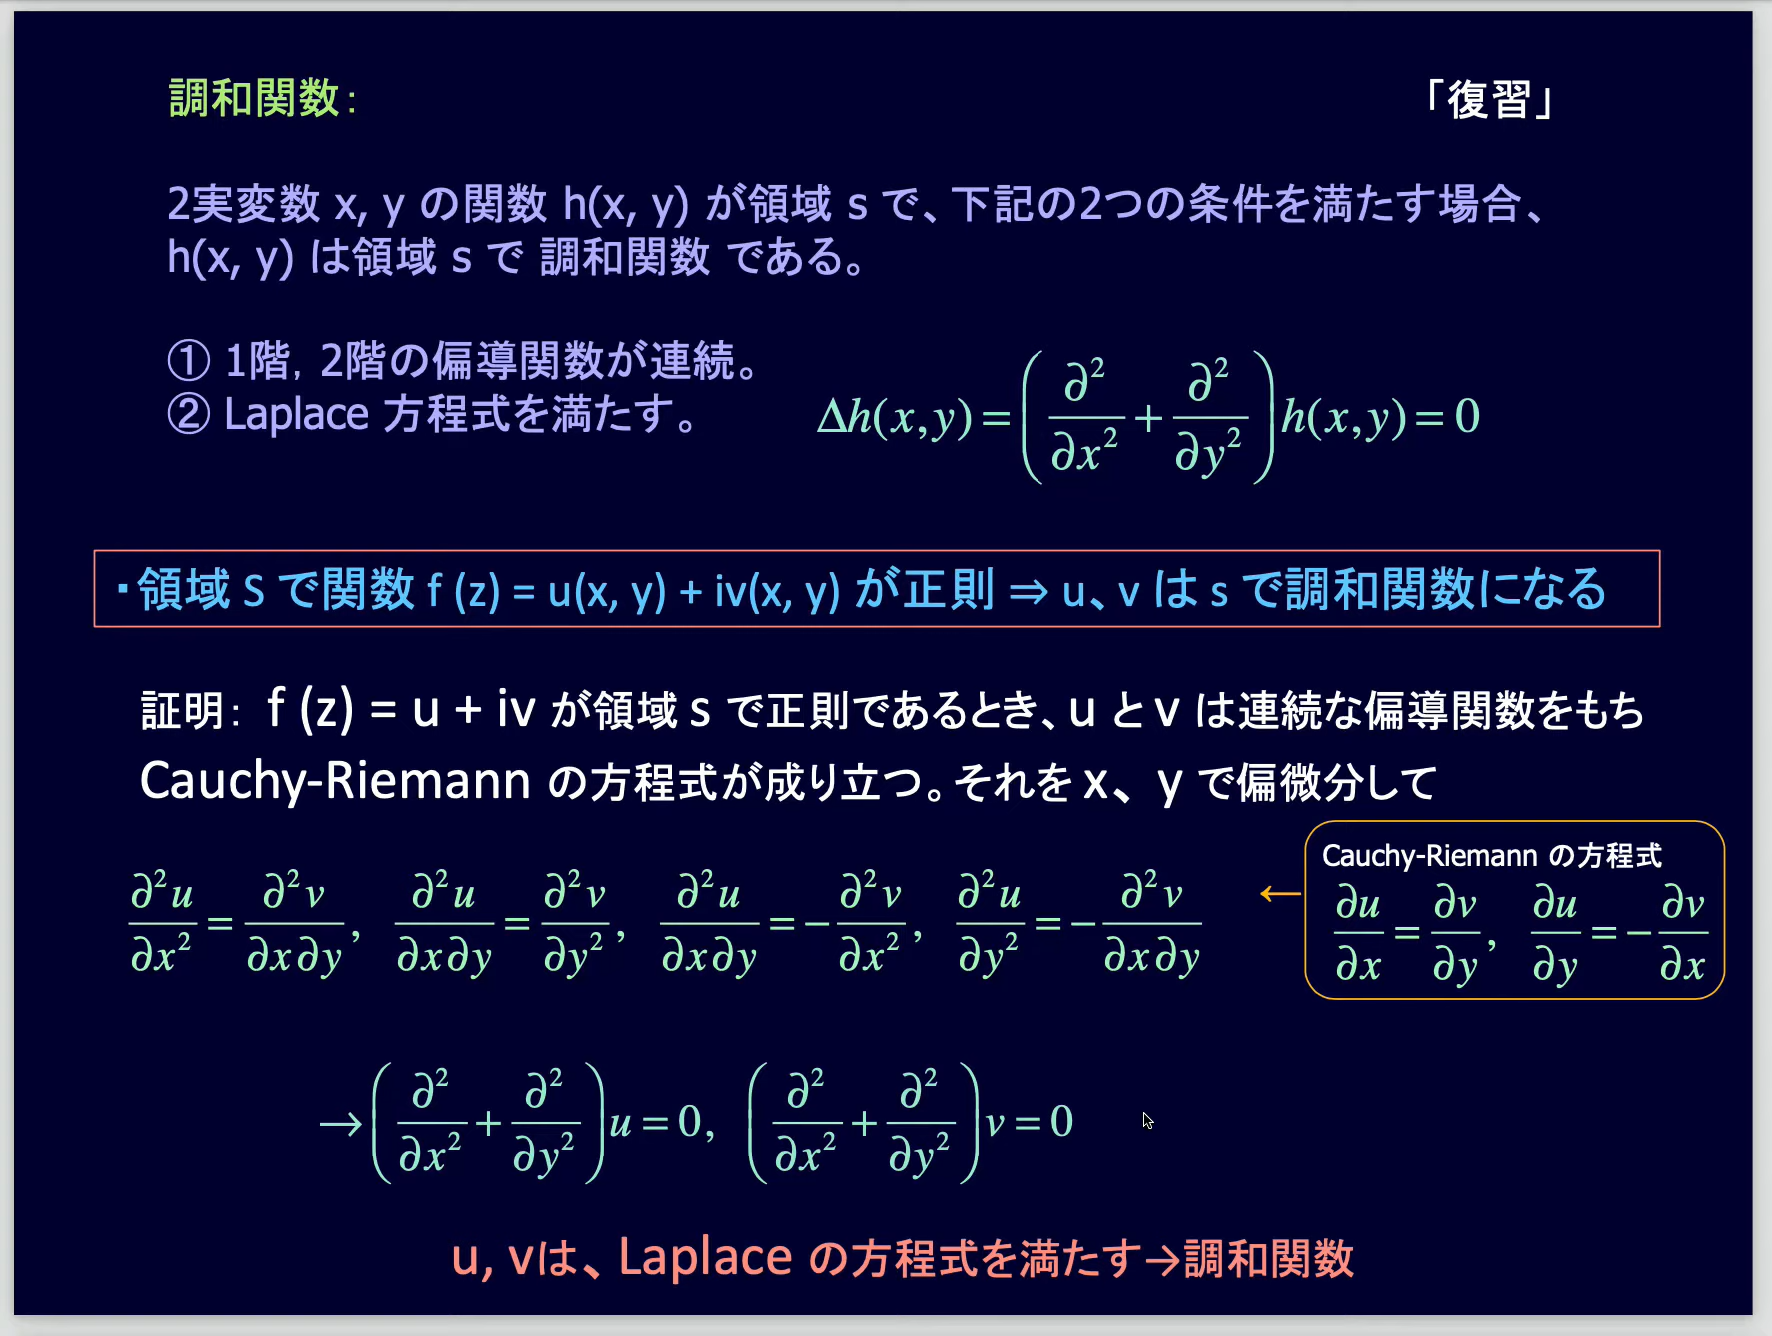 調和関数：
「復習」
2実変数 x, y の関数 h(x, y) が領域 s で、下記の2つの条件を満たす場合、
h(x, y) は領域 s で 調和関数 である。
① 1階，2階の偏導関数が連続。
② Laplace 方程式を満たす。
Δh(x,y) = (∂²/∂x² + ∂²/∂y²) h(x,y) = 0
・領域 S で関数 f (z) = u(x, y) + iv(x, y) が正則 ⇒ u、v は s で調和関数になる
証明： f (z) = u + iv が領域 s で正則であるとき、u と v は連続な偏導関数をもち
Cauchy-Riemann の方程式が成り立つ。それを x、 y で偏微分して
∂²u/∂x² = ∂²v/∂x∂y, ∂²u/∂x∂y = ∂²v/∂y², ∂²u/∂x∂y = −∂²v/∂x², ∂²u/∂y² = −∂²v/∂x∂y
←
Cauchy-Riemann の方程式
∂u/∂x = ∂v/∂y, ∂u/∂y = −∂v/∂x
→(∂²/∂x² + ∂²/∂y²) u = 0, (∂²/∂x² + ∂²/∂y²) v = 0
u, vは、Laplace の方程式を満たす→調和関数